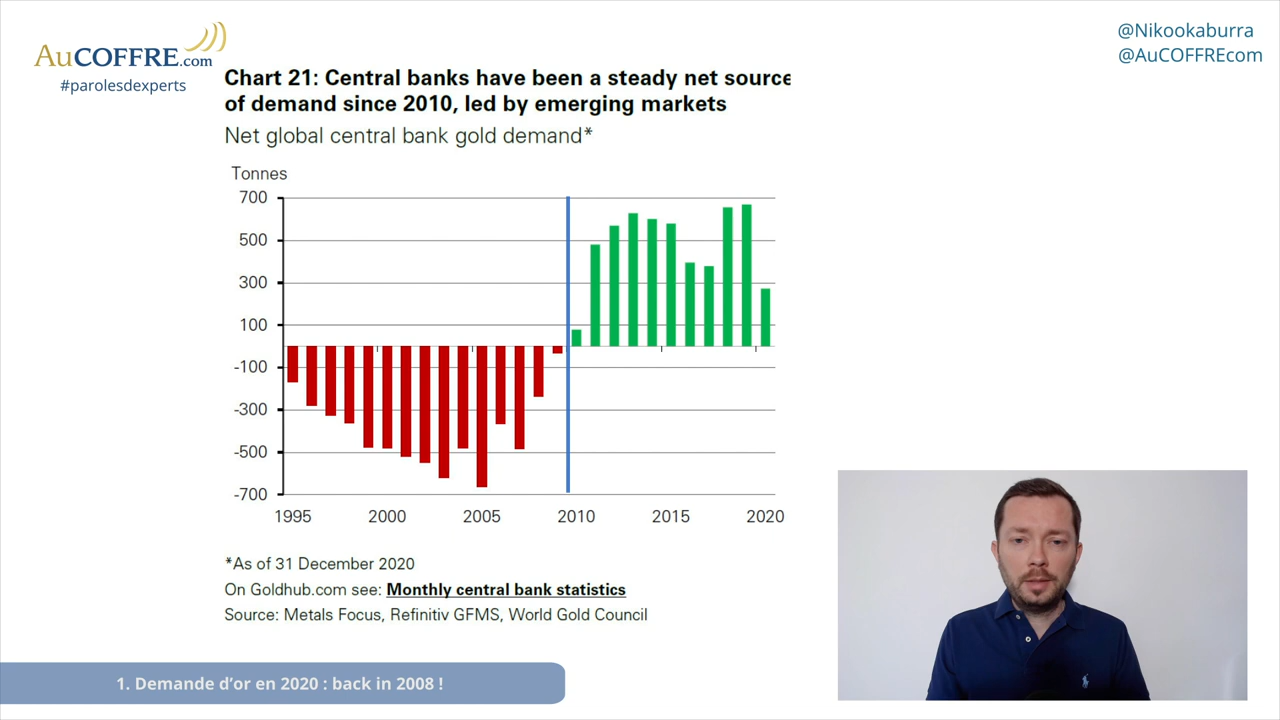 AuCOFFRE.com
#parolesdexperts
@Nikookaburra
@AuCOFFREcom
Chart 21: Central banks have been a steady net source
of demand since 2010, led by emerging markets
Net global central bank gold demand*
Tonnes
700
500
300
100
-100
-300
-500
-700
1995 2000 2005 2010 2015 2020
*As of 31 December 2020
On Goldhub.com see: Monthly central bank statistics
Source: Metals Focus, Refinitiv GFMS, World Gold Council
1. Demande d’or en 2020 : back in 2008 !